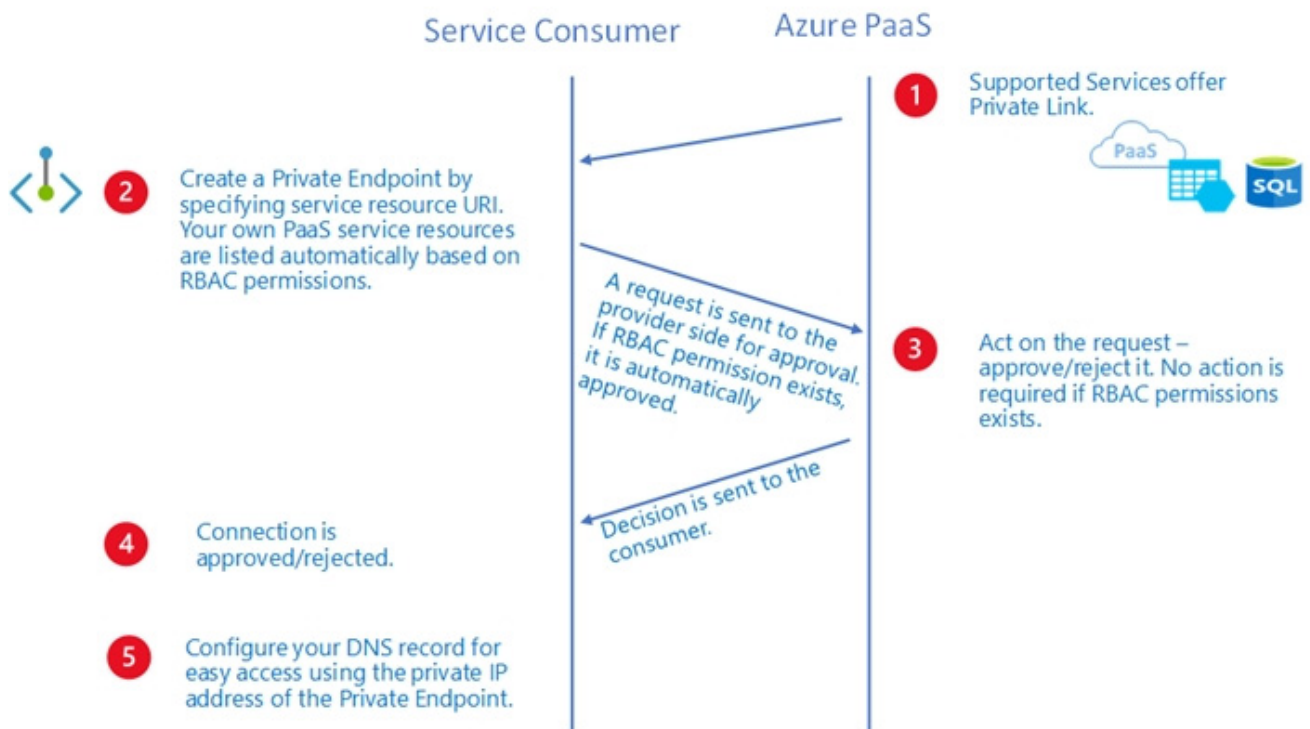 Service Consumer
Azure PaaS
1
Supported Services offer
Private Link.
PaaS
SQL
2
Create a Private Endpoint by
specifying service resource URI.
Your own PaaS service resources
are listed automatically based on
RBAC permissions.
A request is sent to the
provider side for approval.
If RBAC permission exists,
it is automatically
approved.
3
Act on the request –
approve/reject it. No action is
required if RBAC permissions
exists.
Decision is sent to the
consumer.
4
Connection is
approved/rejected.
5
Configure your DNS record for
easy access using the private IP
address of the Private Endpoint.